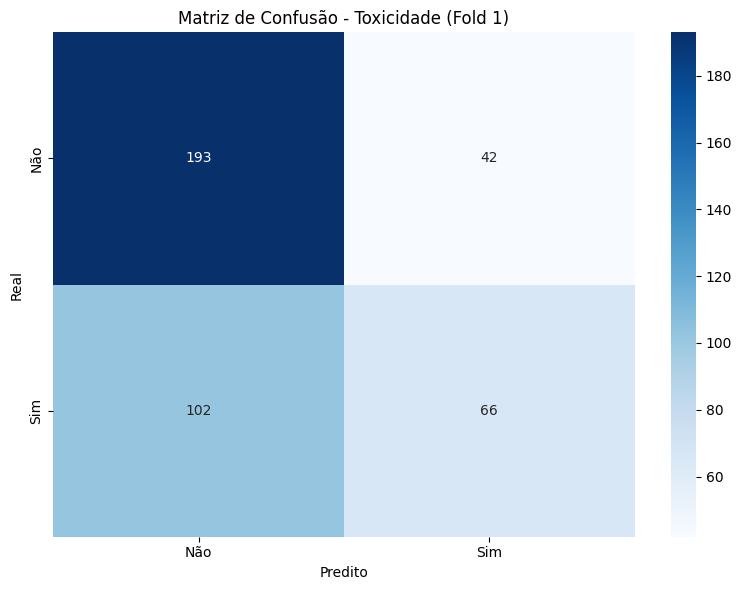 Matriz de Confusão - Toxicidade (Fold 1)
Real
Não
193
42
Sim
102
66
Não
Sim
Predito
180
160
140
120
100
80
60